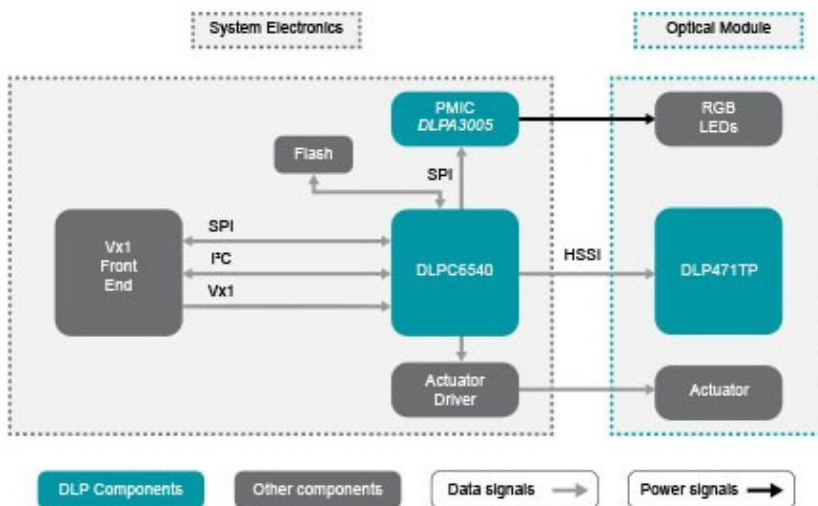 System Electronics
Optical Module
PMIC
DLPA3005
RGB
LEDs
Flash
SPI
SPI
Vx1
Front
End
I²C
DLPC6540
HSSI
DLP471TP
Vx1
Actuator
Driver
Actuator
DLP Components
Other components
Data signals
Power signals